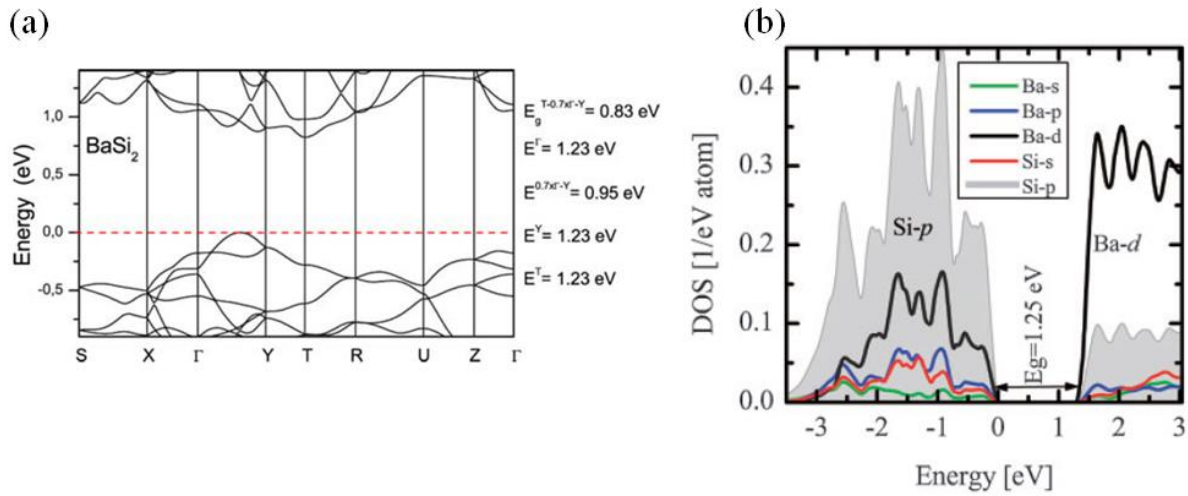 (a)
Energy (eV)
1,0
0,5
0,0
-0,5
BaSi₂
S X Γ Y T R U Z Γ
E_g^{T-0.7xΓ-Y} = 0.83 eV
E^Γ = 1.23 eV
E^{0.7xΓ-Y} = 0.95 eV
E^Y = 1.23 eV
E^T = 1.23 eV
(b)
DOS [1/eV atom]
0.4
0.3
0.2
0.1
0.0
Ba-s
Ba-p
Ba-d
Si-s
Si-p
Si-p
Ba-d
Eg=1.25 eV
-3 -2 -1 0 1 2 3
Energy [eV]